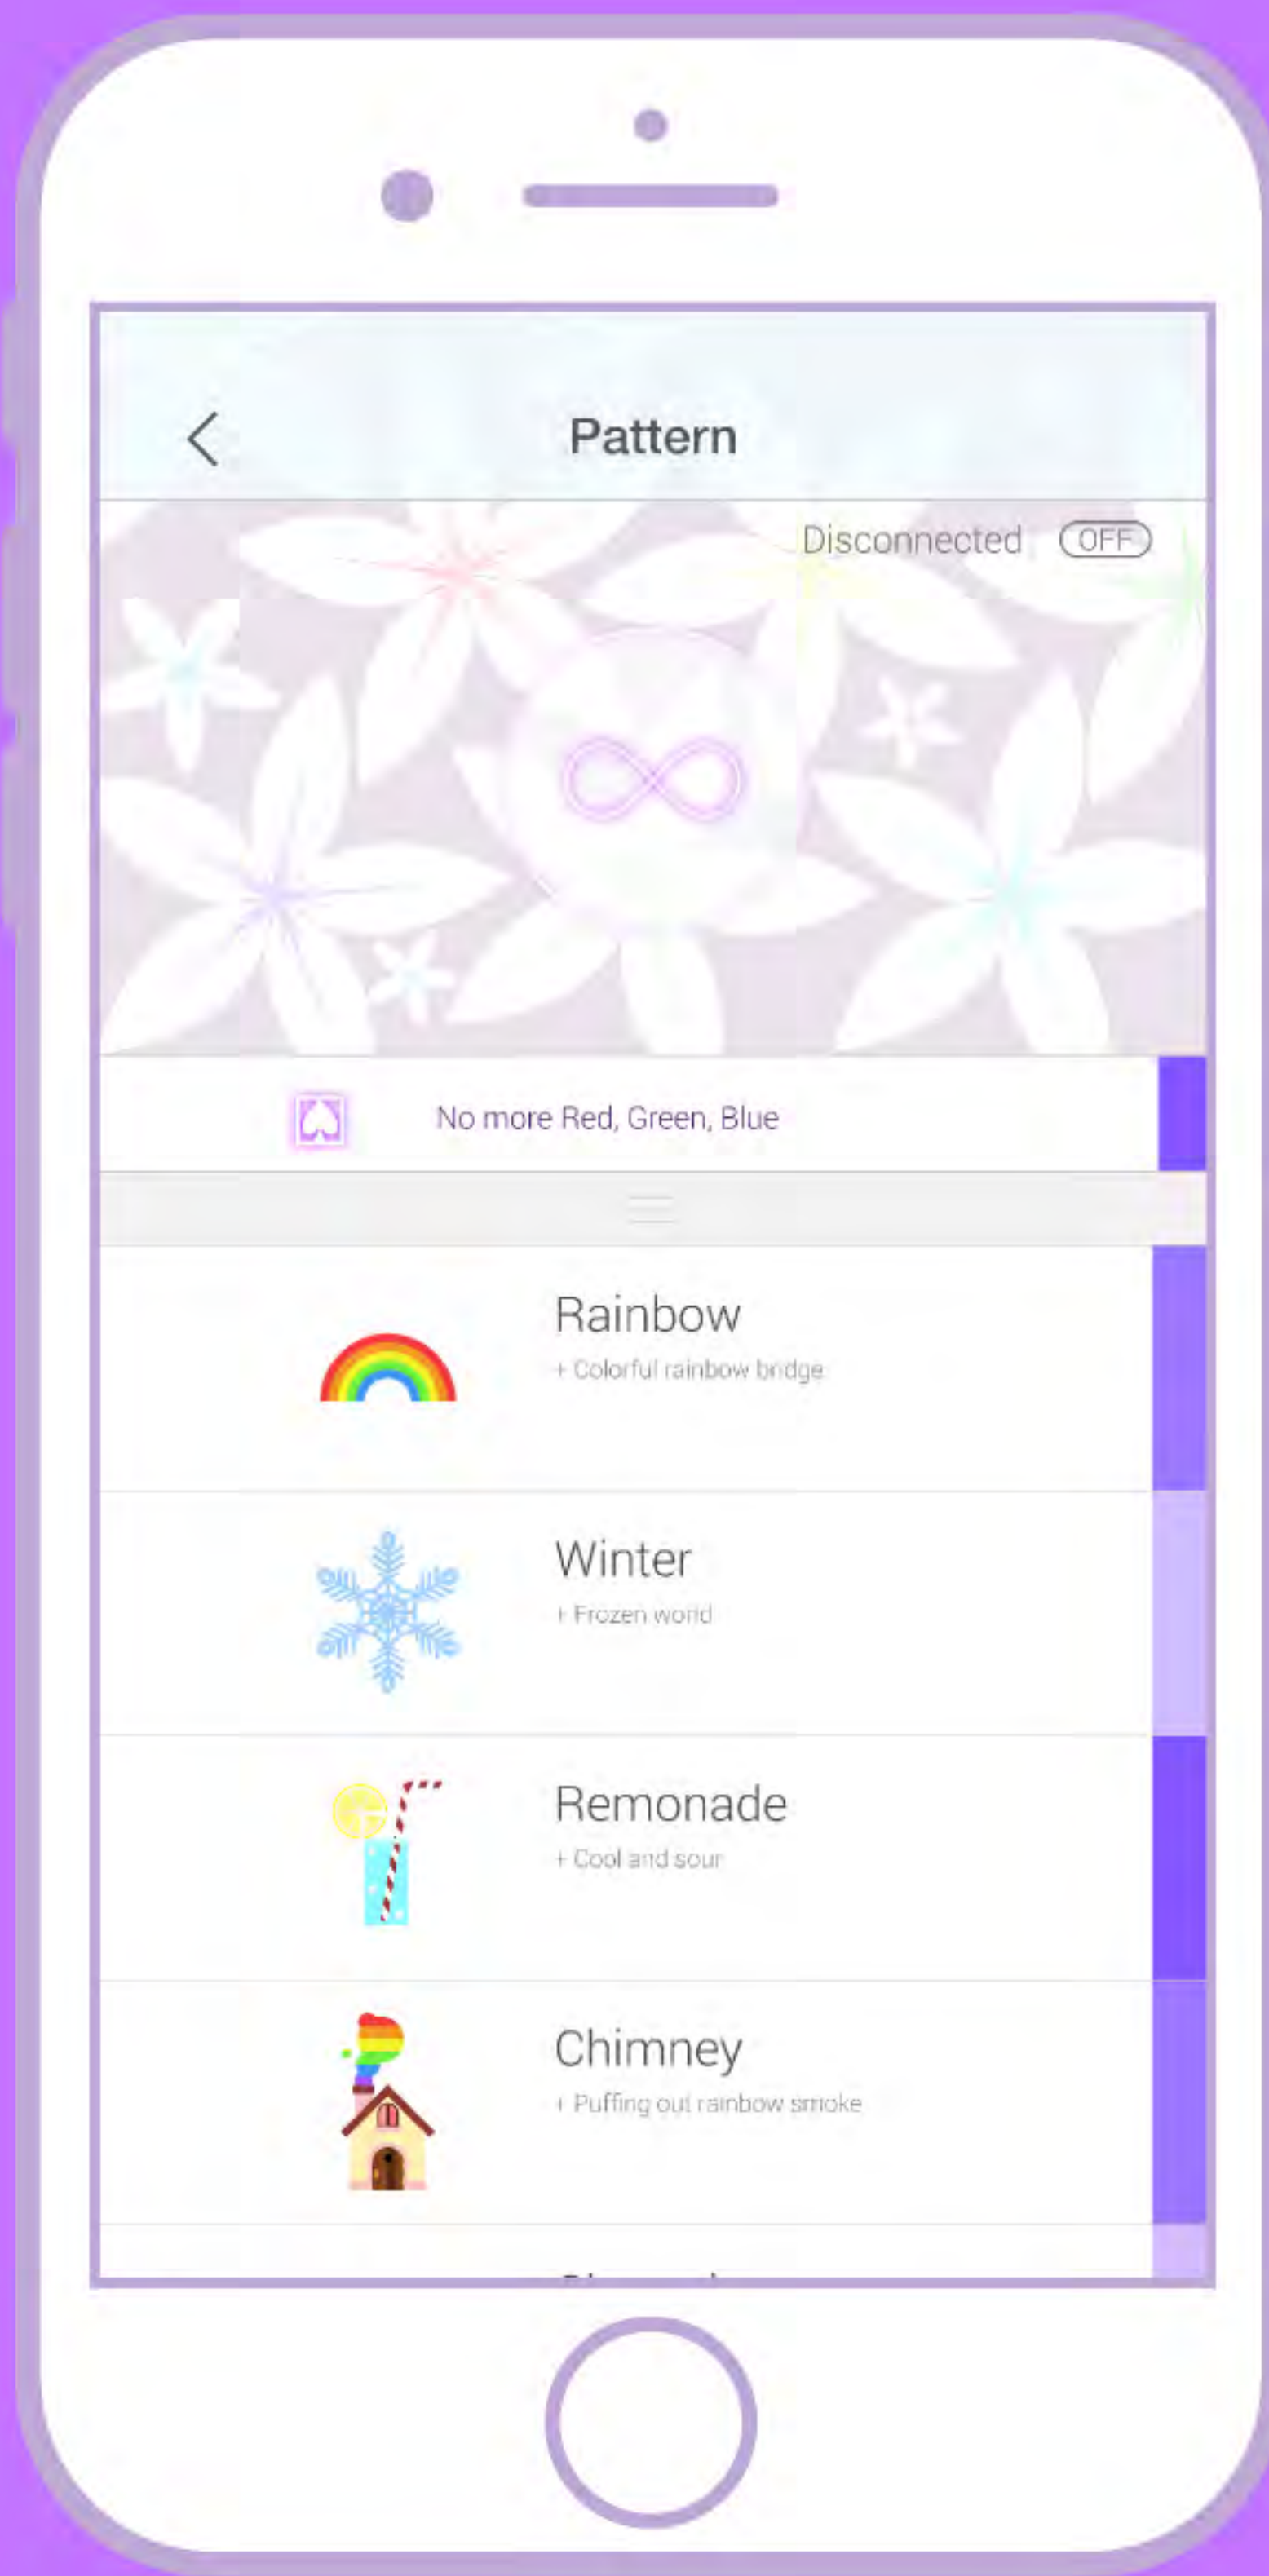 Pattern
Disconnected OFF
No more Red, Green, Blue
Rainbow
+ Colorful rainbow bridge
Winter
+ Frozen world
Remonade
+ Cool and sour
Chimney
+ Puffing out rainbow smoke